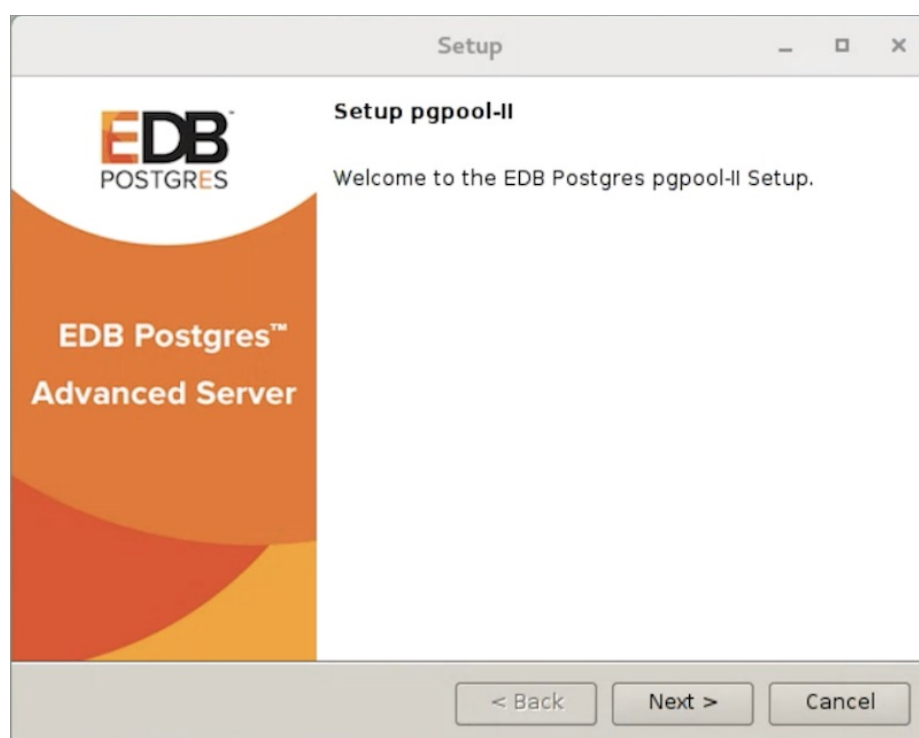 Setup
EDB™
POSTGRES
Setup pgpool-II
Welcome to the EDB Postgres pgpool-II Setup.
EDB Postgres™
Advanced Server
< Back
Next >
Cancel